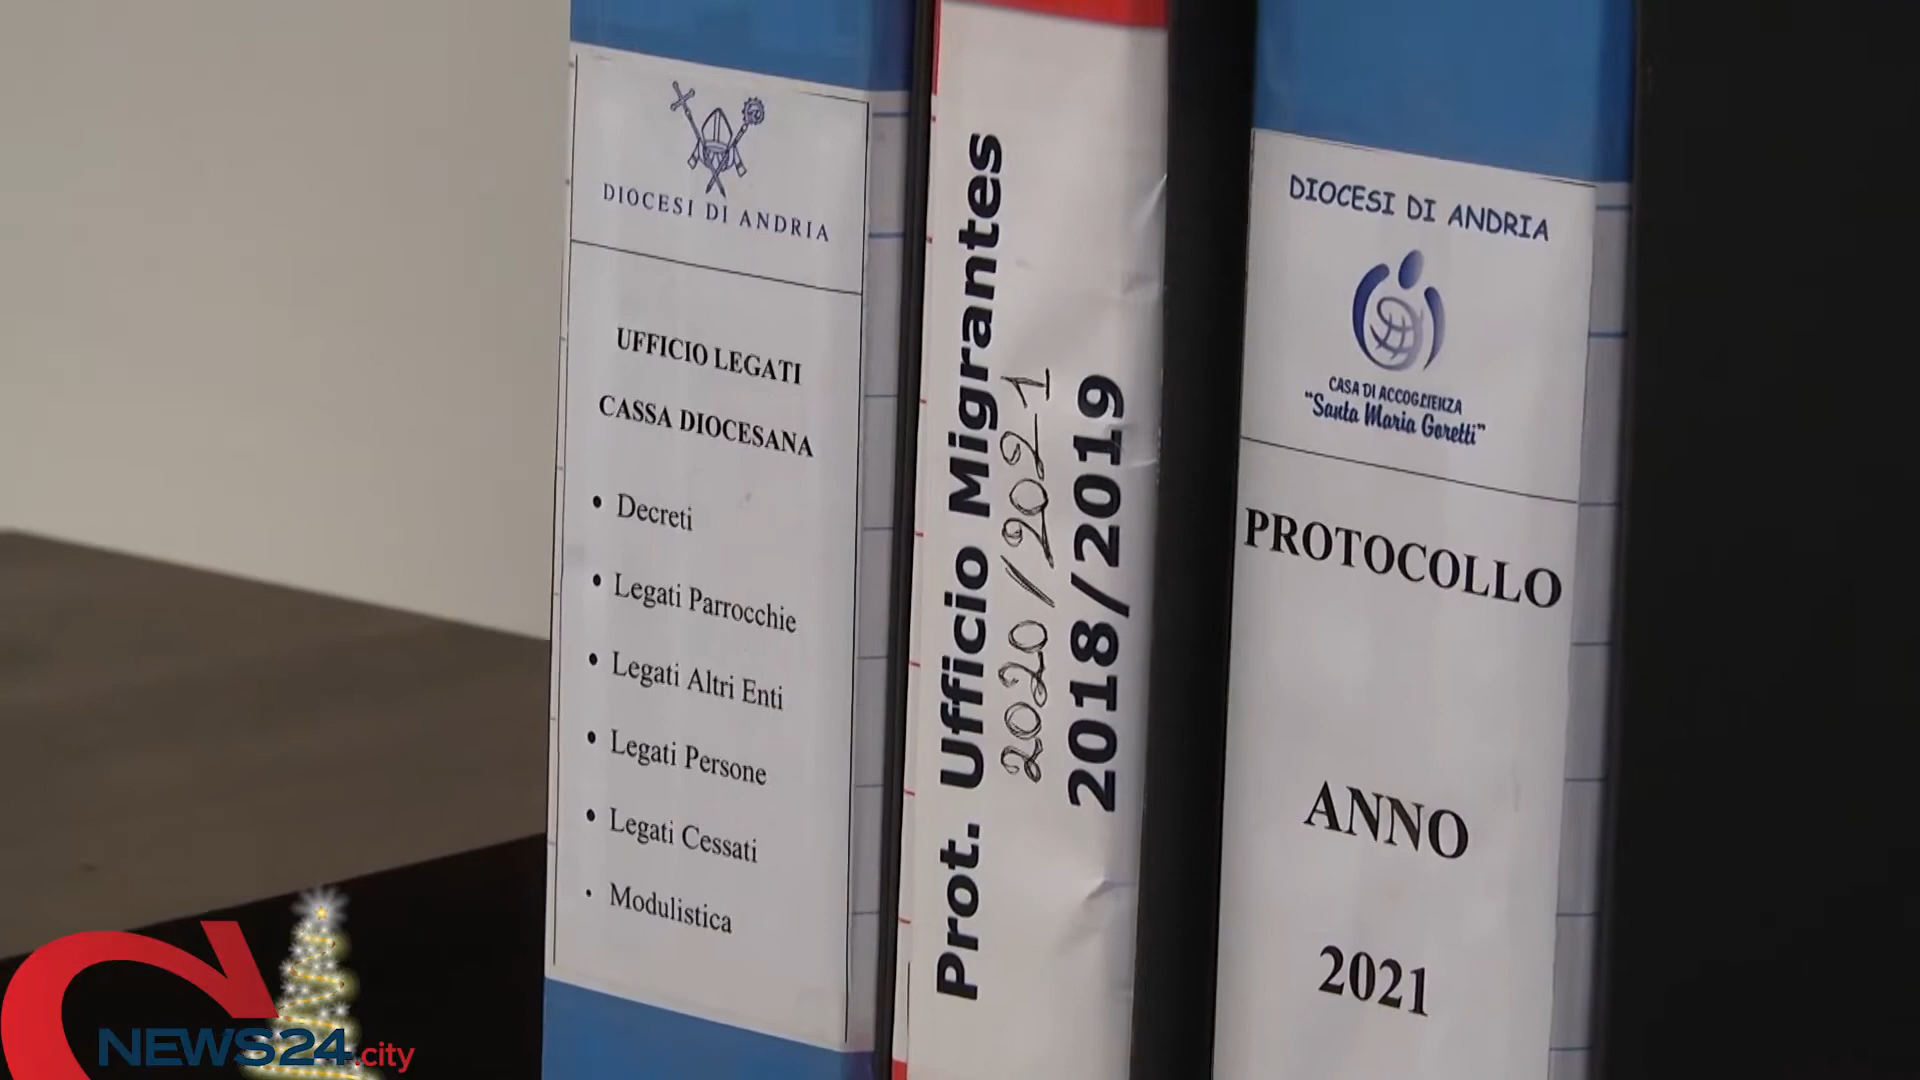 DIOCESI DI ANDRIA
UFFICIO LEGATI
CASSA DIOCESANA
• Decreti
• Legati Parrocchie
• Legati Altri Enti
• Legati Persone
• Legati Cessati
• Modulistica
Prot. Ufficio Migrantes
2020/2021
2018/2019
DIOCESI DI ANDRIA
CASA DI ACCOGLIENZA
"Santa Maria Goretti"
PROTOCOLLO
ANNO
2021
NEWS24.city